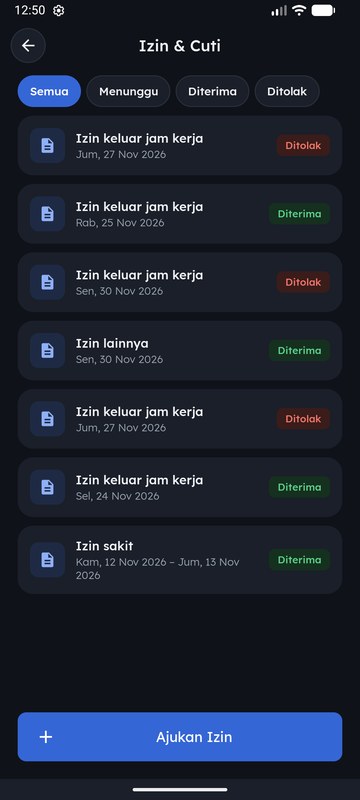 12:50
Izin & Cuti
Semua
Menunggu
Diterima
Ditolak
Izin keluar jam kerja
Jum, 27 Nov 2026
Ditolak
Izin keluar jam kerja
Rab, 25 Nov 2026
Diterima
Izin keluar jam kerja
Sen, 30 Nov 2026
Ditolak
Izin lainnya
Sen, 30 Nov 2026
Diterima
Izin keluar jam kerja
Jum, 27 Nov 2026
Ditolak
Izin keluar jam kerja
Sel, 24 Nov 2026
Diterima
Izin sakit
Kam, 12 Nov 2026 – Jum, 13 Nov
2026
Diterima
Ajukan Izin